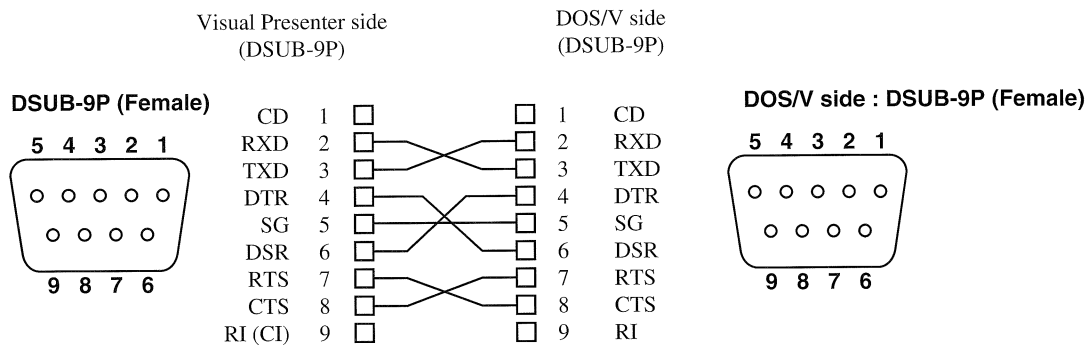 Visual Presenter side
(DSUB-9P)
DOS/V side
(DSUB-9P)
DSUB-9P (Female)
5 4 3 2 1
9 8 7 6
CD 1 1 CD
RXD 2 2 RXD
TXD 3 3 TXD
DTR 4 4 DTR
SG 5 5 SG
DSR 6 6 DSR
RTS 7 7 RTS
CTS 8 8 CTS
RI (CI) 9 9 RI
DOS/V side : DSUB-9P (Female)
5 4 3 2 1
9 8 7 6